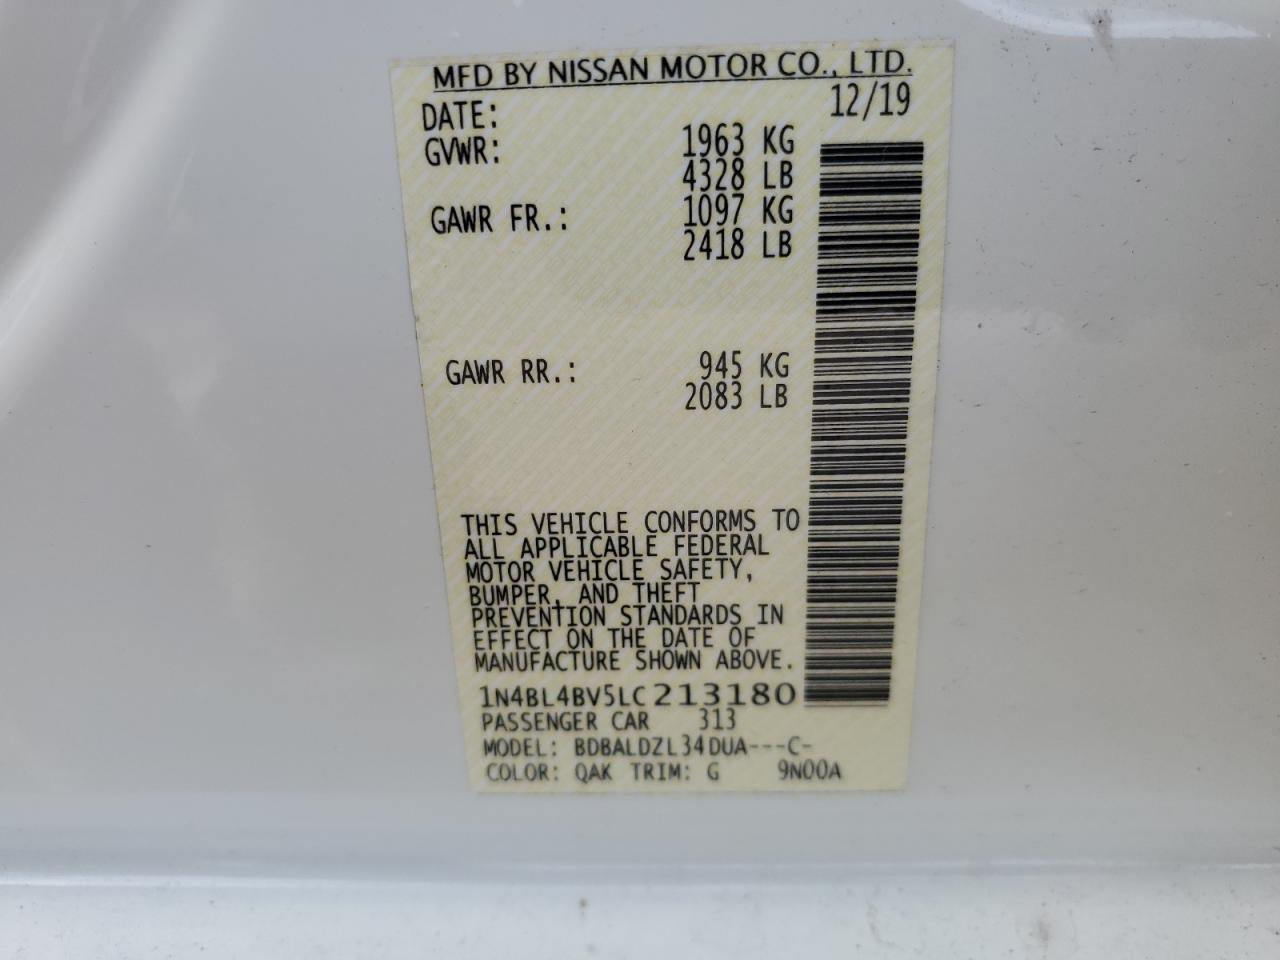 MFD BY NISSAN MOTOR CO., LTD.
DATE: 12/19
GVWR: 1963 KG
4328 LB
GAWR FR.: 1097 KG
2418 LB
GAWR RR.: 945 KG
2083 LB
THIS VEHICLE CONFORMS TO
ALL APPLICABLE FEDERAL
MOTOR VEHICLE SAFETY,
BUMPER, AND THEFT
PREVENTION STANDARDS IN
EFFECT ON THE DATE OF
MANUFACTURE SHOWN ABOVE.
1N4BL4BV5LC213180
PASSENGER CAR 313
MODEL: BDBALDZL34DUA---C-
COLOR: QAK TRIM: G 9N00A